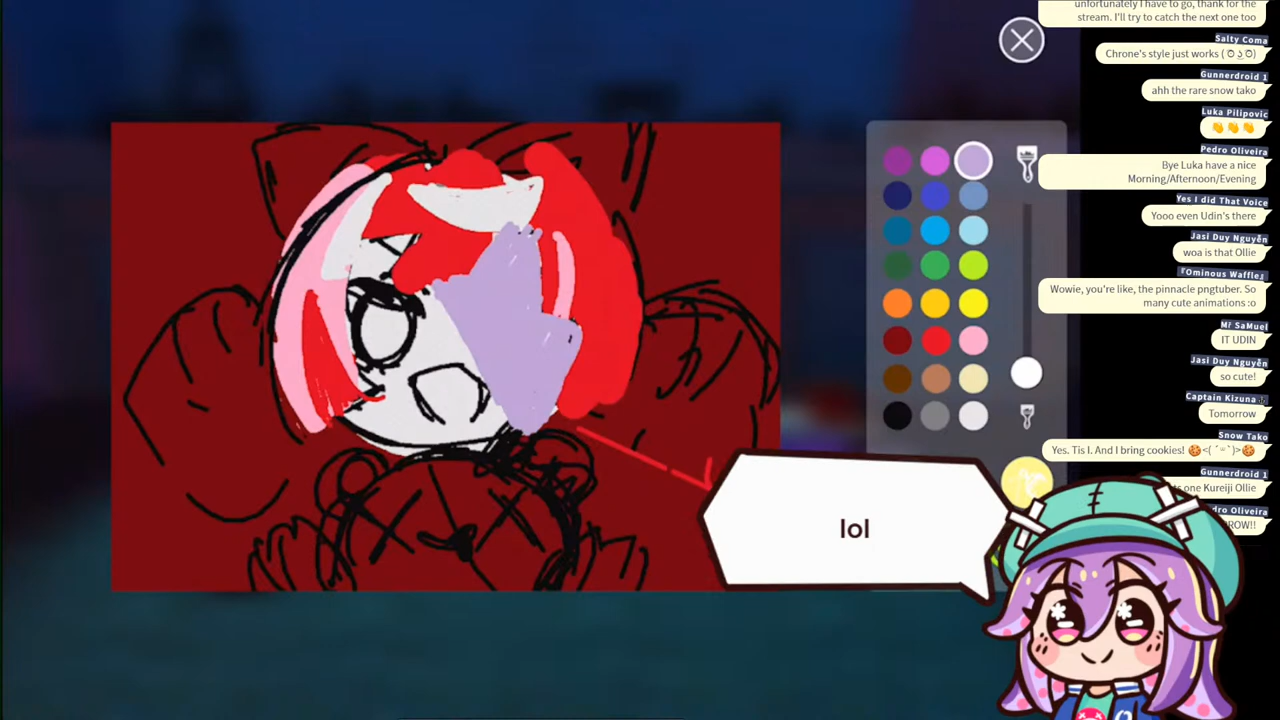 unfortunately I have to go, thank for the
stream. I'll try to catch the next one too
Salty Coma
Chrone's style just works ( ͡ʘ ͜ʖ ͡ʘ)
Gunnerdroid 1
ahh the rare snow tako
Luka Pilipovic
👏👏👏
Pedro Oliveira
Bye Luka have a nice
Morning/Afternoon/Evening
Yes I did That Voice
Yooo even Udin's there
Jasi Duy Nguyễn
woa is that Ollie
『Ominous Waffle』
Wowie, you're like, the pinnacle pngtuber. So
many cute animations :o
Mr SaMuel
IT UDIN
Jasi Duy Nguyễn
so cute!
Captain Kizuna
Tomorrow
Snow Tako
Yes. Tis I. And I bring cookies! 🍪<( ˘꒳˘)>🍪
Gunnerdroid 1
one Kureiji Ollie
Oliveira
lol